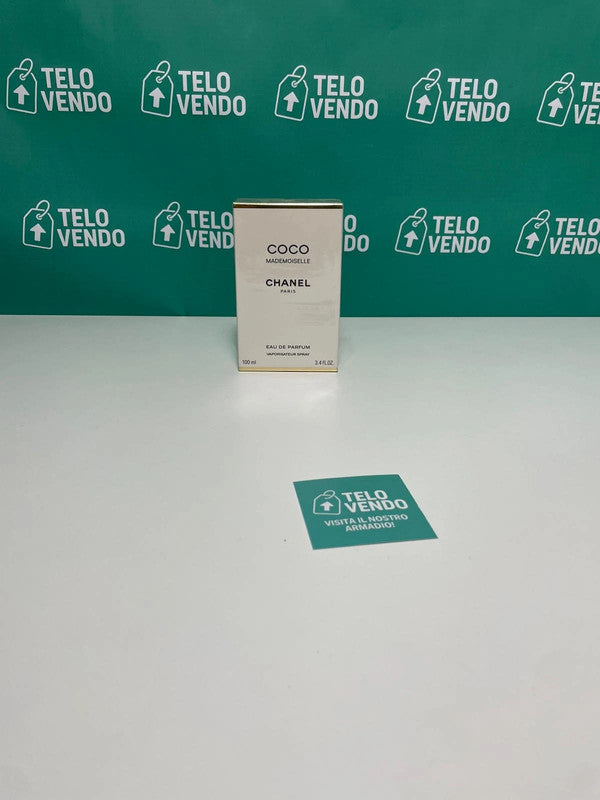 TELO VENDO
TELO VENDO
TELO VENDO
TELO VENDO
TELO VENDO
TELO VENDO
TELO VENDO
COCO
MADEMOISELLE
CHANEL
PARIS
EAU DE PARFUM
VAPORISATEUR SPRAY
100 ml 3.4 FL.OZ.
TELO
VENDO
VISITA IL NOSTRO
ARMADIO!